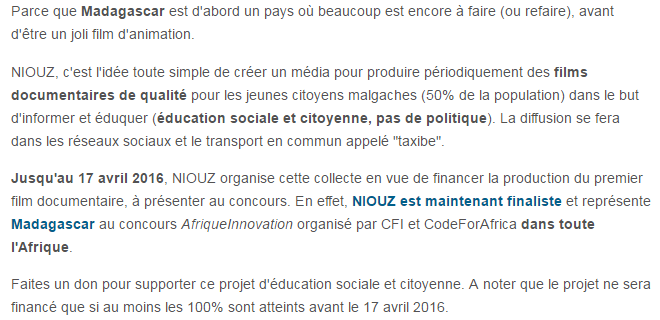 Parce que Madagascar est d'abord un pays où beaucoup est encore à faire (ou refaire), avant
d'être un joli film d'animation.
NIOUZ, c'est l'idée toute simple de créer un média pour produire périodiquement des films
documentaires de qualité pour les jeunes citoyens malgaches (50% de la population) dans le but
d'informer et éduquer (éducation sociale et citoyenne, pas de politique). La diffusion se fera
dans les réseaux sociaux et le transport en commun appelé "taxibe".
Jusqu'au 17 avril 2016, NIOUZ organise cette collecte en vue de financer la production du premier
film documentaire, à présenter au concours. En effet, NIOUZ est maintenant finaliste et représente
Madagascar au concours AfriqueInnovation organisé par CFI et CodeForAfrica dans toute
l'Afrique.
Faites un don pour supporter ce projet d'éducation sociale et citoyenne. A noter que le projet ne sera
financé que si au moins les 100% sont atteints avant le 17 avril 2016.